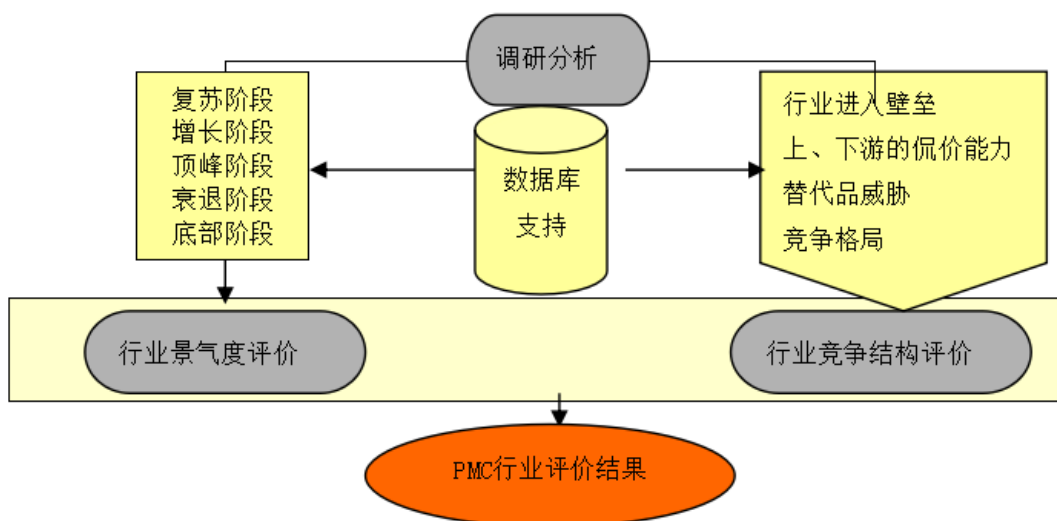 调研分析
复苏阶段
增长阶段
顶峰阶段
衰退阶段
底部阶段
数据库
支持
行业进入壁垒
上、下游的侃价能力
替代品威胁
竞争格局
行业景气度评价
行业竞争结构评价
PMC行业评价结果